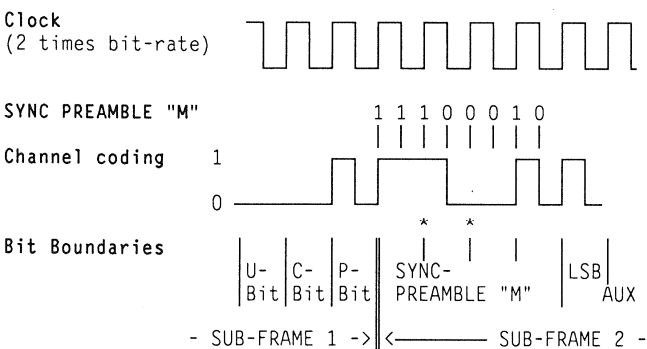 Clock
(2 times bit-rate)
SYNC PREAMBLE "M" 1 1 1 0 0 0 1 0
Channel coding 1
0
* *
Bit Boundaries
U- C- P- SYNC- LSB
Bit Bit Bit PREAMBLE "M" AUX
- SUB-FRAME 1 -> <—— SUB-FRAME 2 -